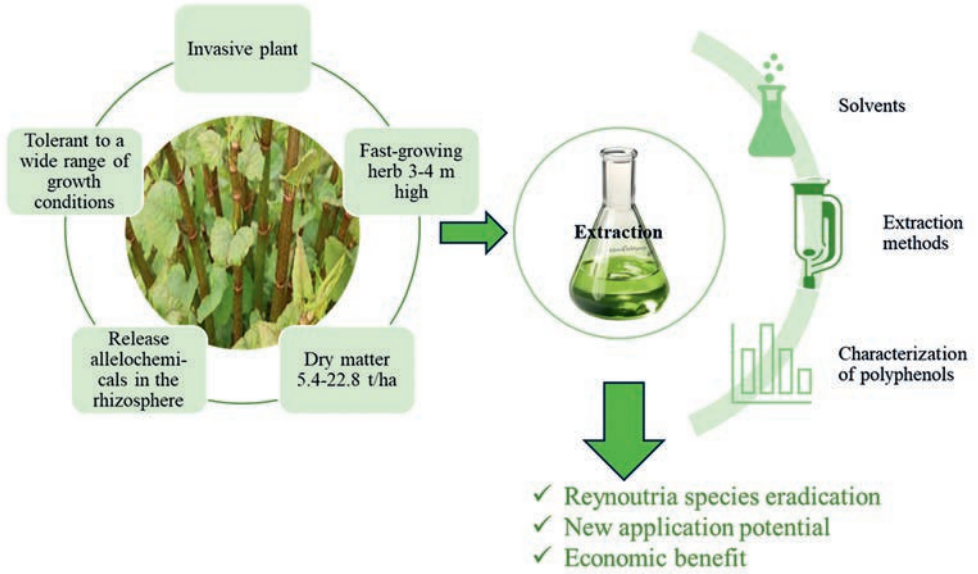 Invasive plant
Tolerant to a
wide range of
growth
conditions
Fast-growing
herb 3-4 m
high
Release
allelochemi-
cals in the
rhizosphere
Dry matter
5.4-22.8 t/ha
Extraction
Solvents
Extraction
methods
Characterization
of polyphenols
✓ Reynoutria species eradication
✓ New application potential
✓ Economic benefit